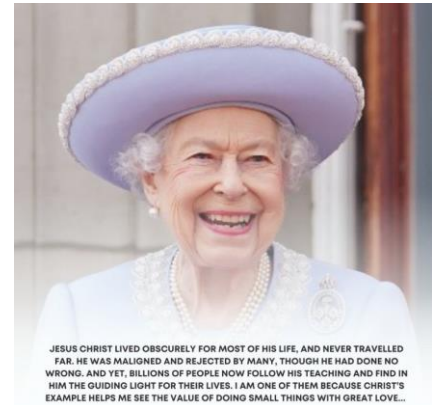 JESUS CHRIST LIVED OBSCURELY FOR MOST OF HIS LIFE, AND NEVER TRAVELLED
FAR. HE WAS MALIGNED AND REJECTED BY MANY, THOUGH HE HAD DONE NO
WRONG. AND YET, BILLIONS OF PEOPLE NOW FOLLOW HIS TEACHING AND FIND IN
HIM THE GUIDING LIGHT FOR THEIR LIVES. I AM ONE OF THEM BECAUSE CHRIST'S
EXAMPLE HELPS ME SEE THE VALUE OF DOING SMALL THINGS WITH GREAT LOVE...